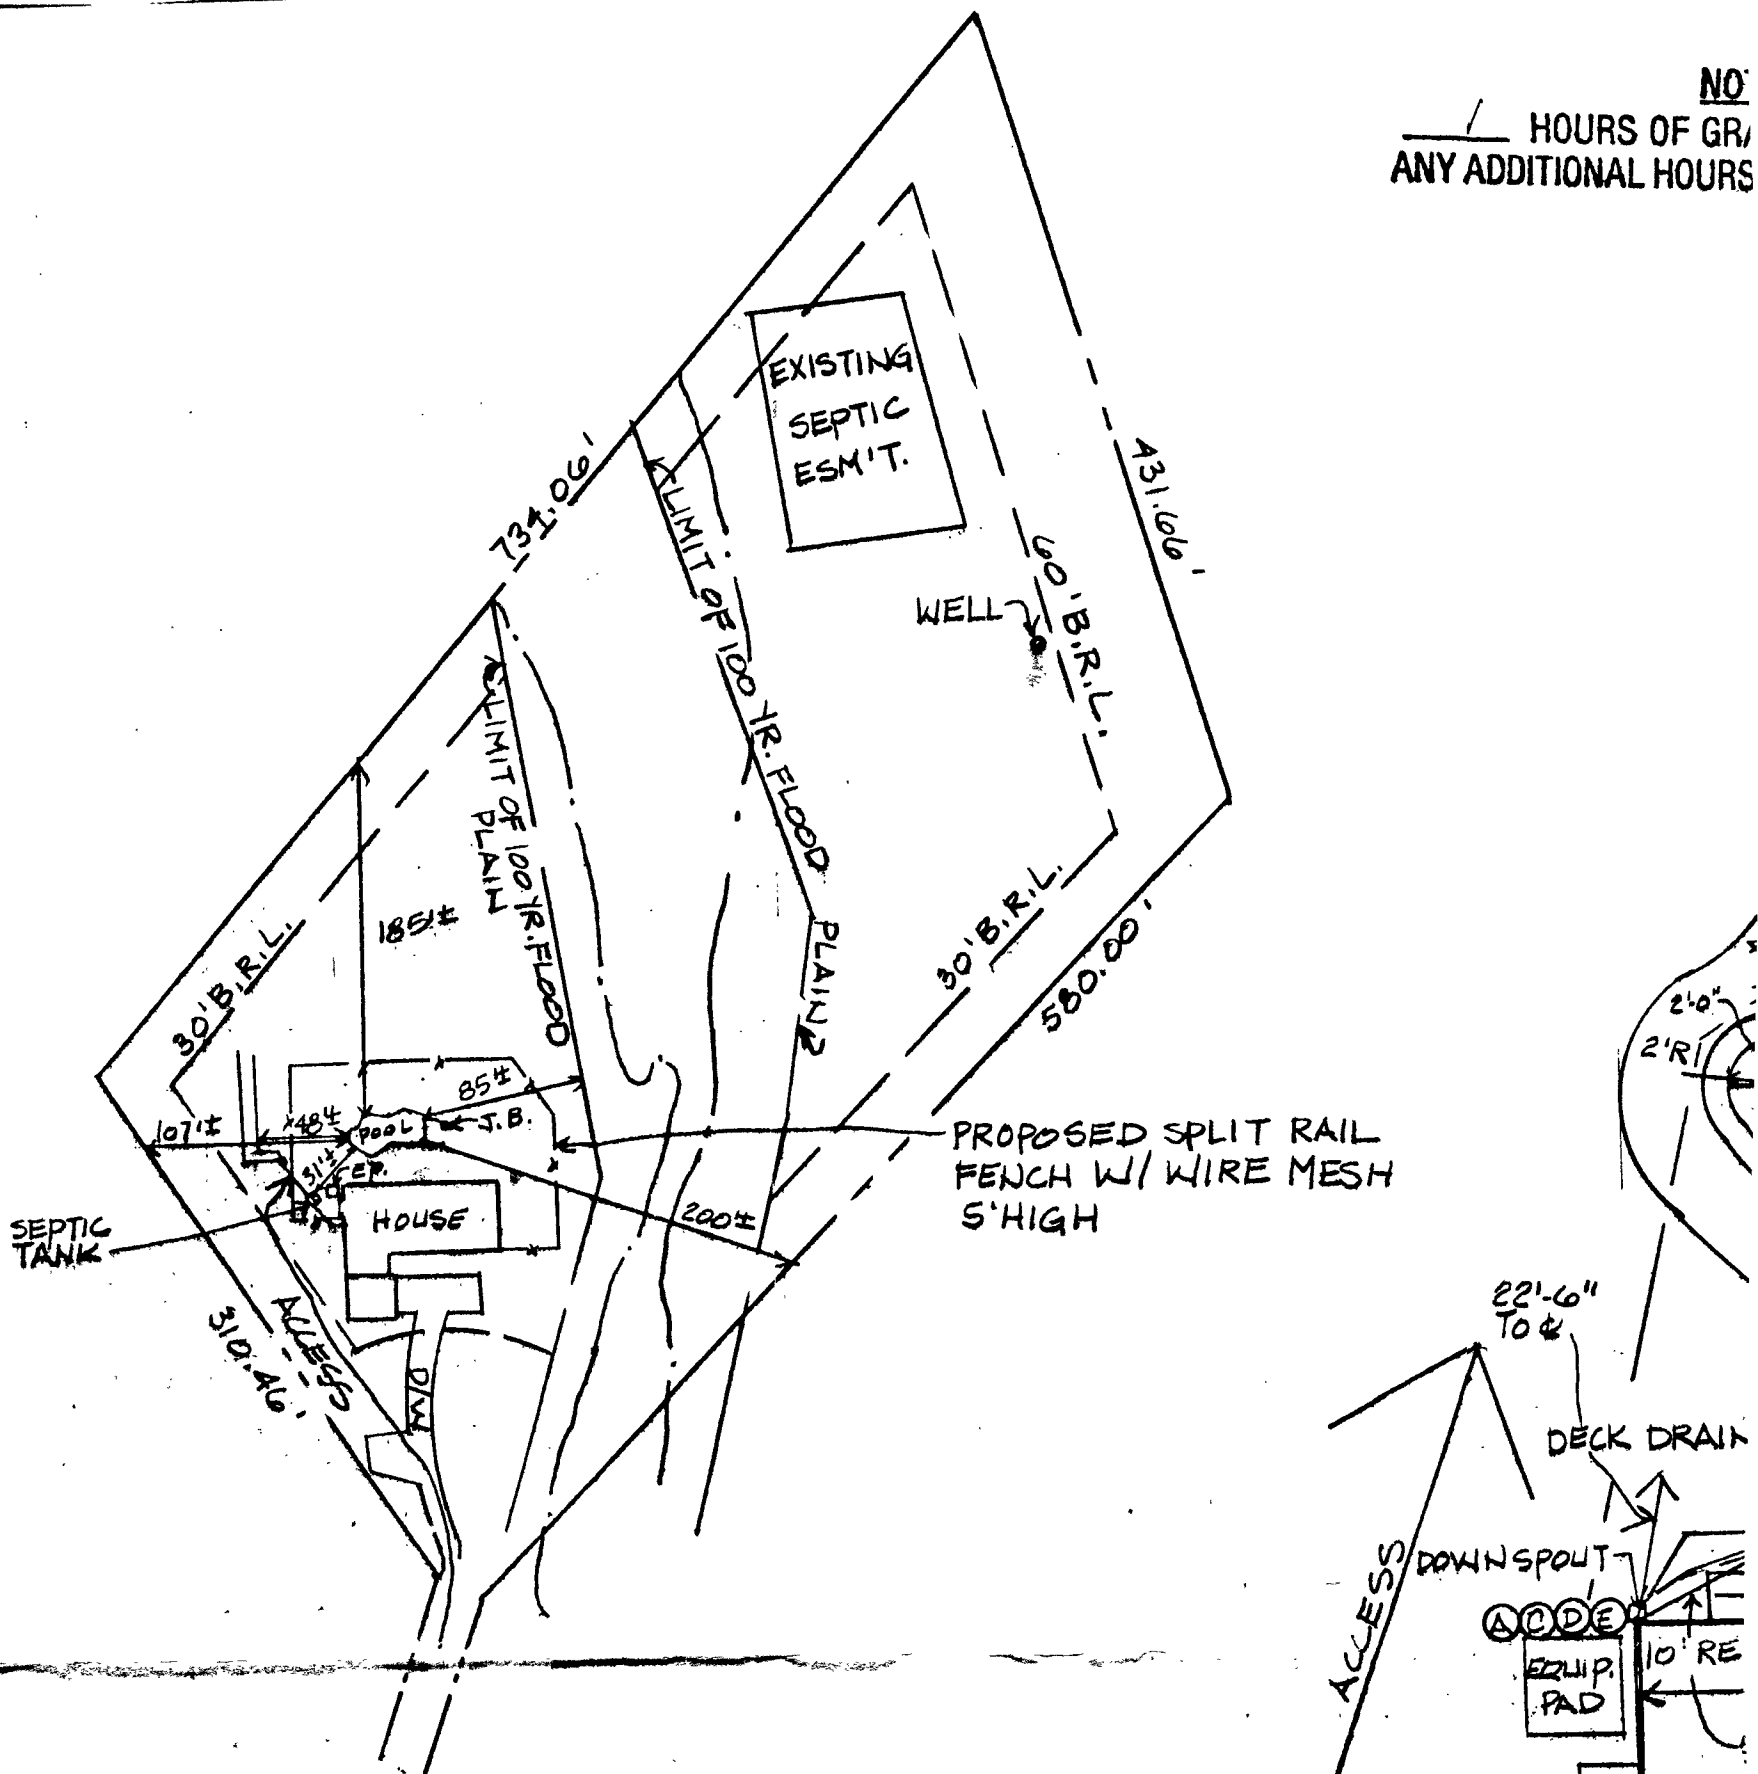 NO
HOURS OF GR
ANY ADDITIONAL HOURS
EXISTING
SEPTIC
ESM'T.
734.06'
431.66'
LIMIT OF 100 YR. FLOOD
PLAIN
60' B.R.L.
WELL
LIMIT OF 100 YR. FLOOD
PLAIN
185'±
30' B.R.L.
30' B.R.L.
580.00'
2'-0"
2'R
85'±
107'±
48'±
POOL
J.B.
PROPOSED SPLIT RAIL
FENCH W/ WIRE MESH
5' HIGH
31'±
EP.
HOUSE
200'±
SEPTIC
TANK
ACCESS
310.46'
D/W
22'-6"
TO ℄
DECK DRAIN
DOWNSPOUT
ACCESS
A C D E
EQUIP.
PAD
10' RE